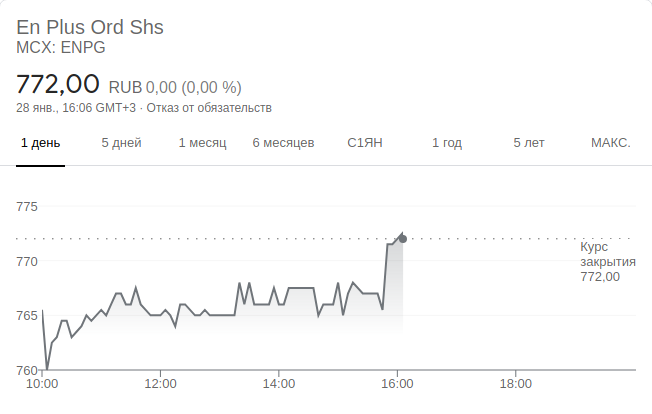 En Plus Ord Shs
MCX: ENPG
772,00 RUB 0,00 (0,00 %)
28 янв., 16:06 GMT+3 · Отказ от обязательств
1 день 5 дней 1 месяц 6 месяцев С1ЯН 1 год 5 лет МАКС.
775
Курс
закрытия
772,00
770
765
760
10:00 12:00 14:00 16:00 18:00